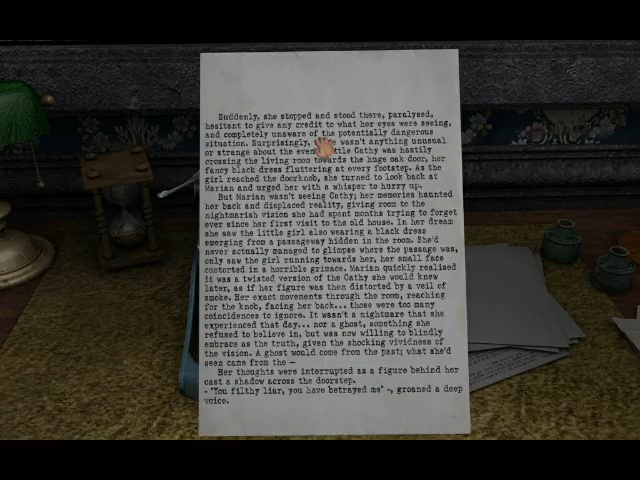 Suddenly, she stopped and stood there, paralysed,
hesitant to give any credit to what her eyes were seeing,
and completely unaware of the potentially dangerous
situation. Surprisingly, wasn't anything unusual
or strange about the Cathy was hastily
crossing the living room towards the huge oak door, her
fancy black dress fluttering at every footstep. As the
girl reached the doorknob, she turned to look back at
Marian and urged her with a whisper to hurry up.
But Marian wasn't seeing Cathy; her memories haunted
her back and displaced reality, giving room to the
nightmarish vision she had spent months trying to forget
ever since her first visit to the old house. In her dream
she saw the little girl also wearing a black dress
emerging from a passageway hidden in the room. She'd
never actually managed to glimpse where the passage was,
only saw the girl running towards her, her small face
contorted in a horrible grimace. Marian quickly realised
it was a twisted version of the Cathy she would knew
later, as if her figure was then distorted by a veil of
smoke. Her exact movements through the room, reaching
for the knob, facing her back... those were too many
coincidences to ignore. It wasn't a nightmare that she
experienced that day... nor a ghost, something she
refused to believe in, but was now willing to blindly
embrace as the truth, given the shocking vividness of
the vision. A ghost would come from the past; what she'd
seen came from the —
Her thoughts were interrupted as a figure behind her
cast a shadow across the doorstep.
- "You filthy liar, you have betrayed me" -, groaned a deep
voice.